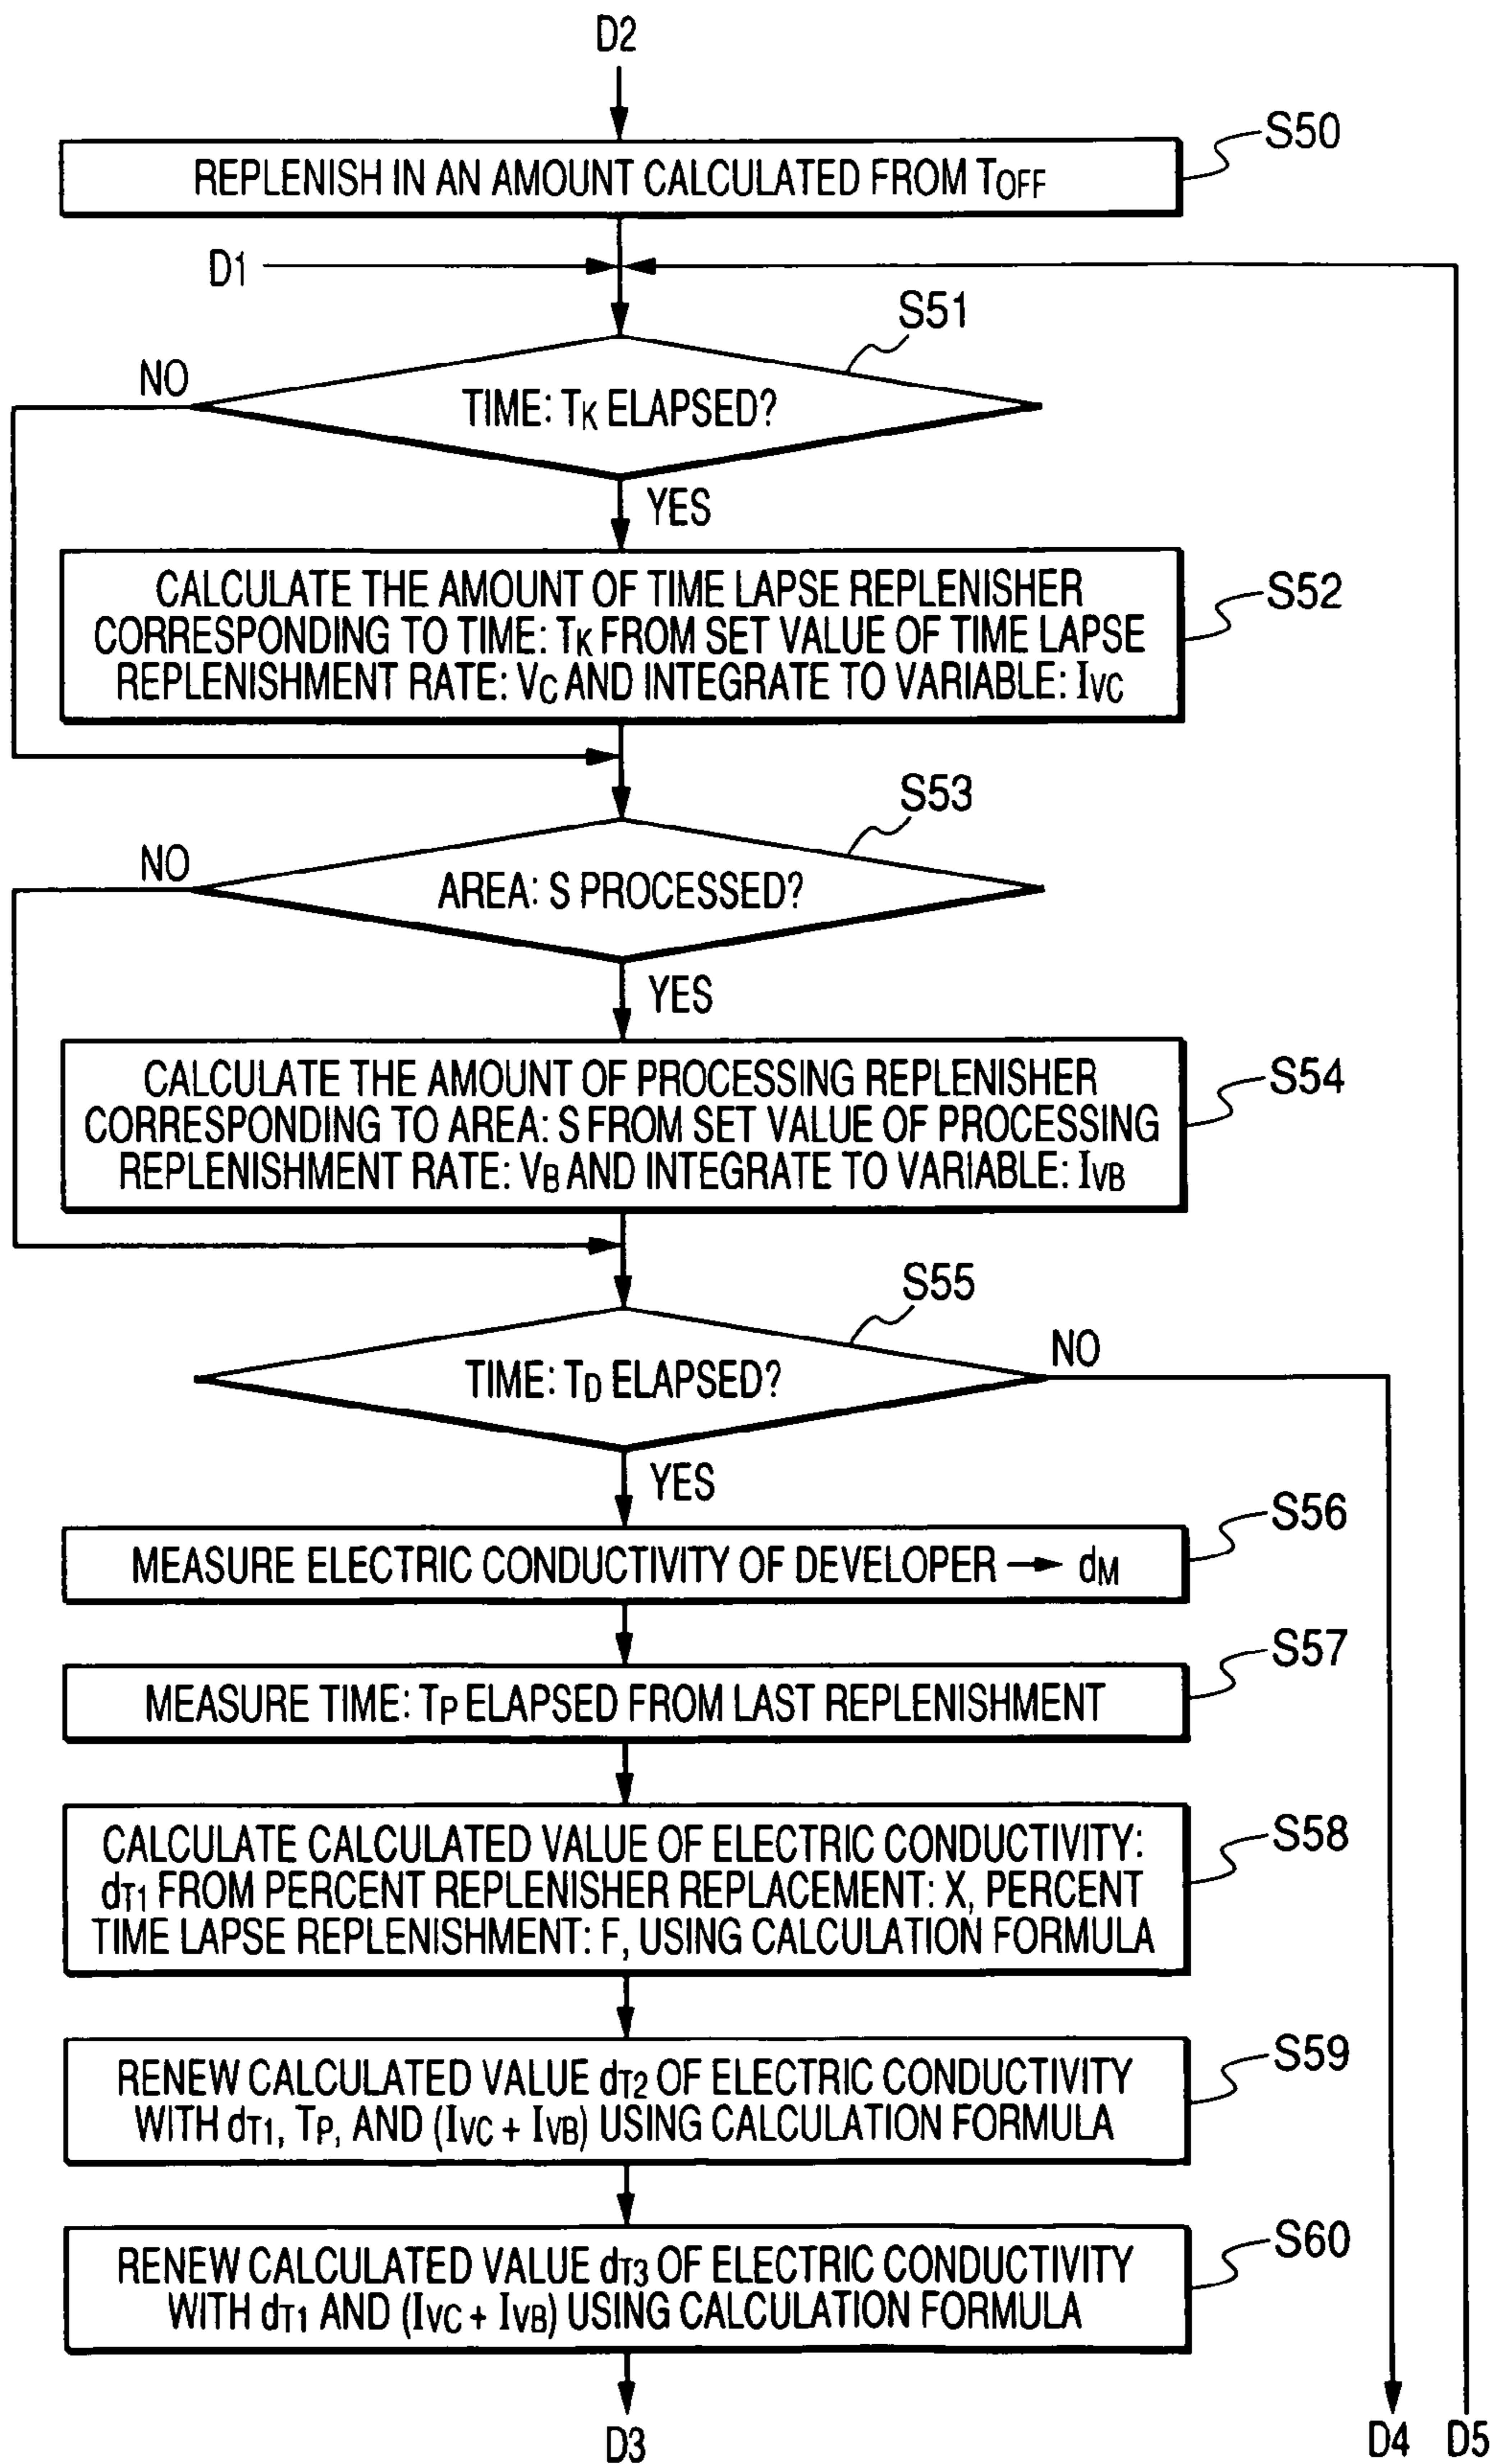 D2
S50
REPLENISH IN AN AMOUNT CALCULATED FROM TOFF
D1
S51
NO
TIME: TK ELAPSED?
YES
S52
CALCULATE THE AMOUNT OF TIME LAPSE REPLENISHER
CORRESPONDING TO TIME: TK FROM SET VALUE OF TIME LAPSE
REPLENISHMENT RATE: VC AND INTEGRATE TO VARIABLE: IVC
S53
NO
AREA: S PROCESSED?
YES
S54
CALCULATE THE AMOUNT OF PROCESSING REPLENISHER
CORRESPONDING TO AREA: S FROM SET VALUE OF PROCESSING
REPLENISHMENT RATE: VB AND INTEGRATE TO VARIABLE: IVB
S55
NO
TIME: TD ELAPSED?
YES
S56
MEASURE ELECTRIC CONDUCTIVITY OF DEVELOPER → dM
S57
MEASURE TIME: TP ELAPSED FROM LAST REPLENISHMENT
S58
CALCULATE CALCULATED VALUE OF ELECTRIC CONDUCTIVITY:
dT1 FROM PERCENT REPLENISHER REPLACEMENT: X, PERCENT
TIME LAPSE REPLENISHMENT: F, USING CALCULATION FORMULA
S59
RENEW CALCULATED VALUE dT2 OF ELECTRIC CONDUCTIVITY
WITH dT1, TP, AND (IVC + IVB) USING CALCULATION FORMULA
S60
RENEW CALCULATED VALUE dT3 OF ELECTRIC CONDUCTIVITY
WITH dT1 AND (IVC + IVB) USING CALCULATION FORMULA
D3
D4
D5